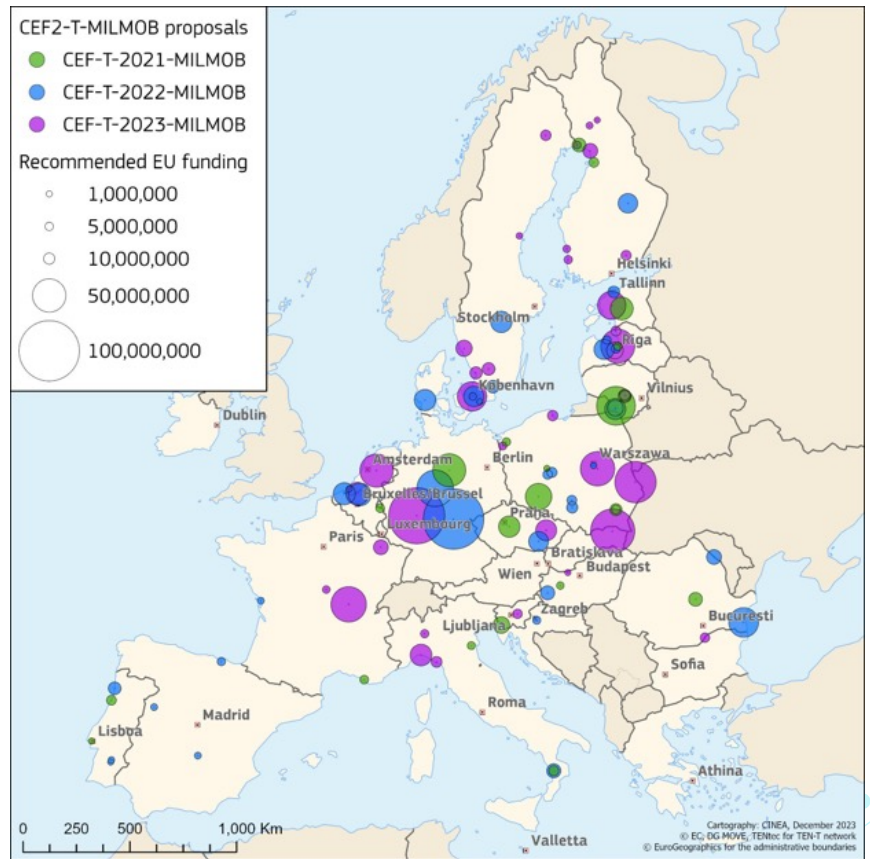 CEF2-T-MILMOB proposals
CEF-T-2021-MILMOB
CEF-T-2022-MILMOB
CEF-T-2023-MILMOB
Recommended EU funding
1,000,000
5,000,000
10,000,000
50,000,000
100,000,000
Helsinki
Tallinn
Stockholm
Riga
København
Vilnius
Dublin
Berlin
Warszawa
Amsterdam
Bruxelles/Brussel
Praha
Luxembourg
Paris
Bratislava
Wien
Budapest
Ljubljana
Zagreb
Bucuresti
Sofia
Roma
Madrid
Lisboa
Athina
Valletta
0 250 500 1,000 Km
Cartography: CINEA, December 2023
© EC, DG MOVE, TENtec for TEN-T network
© EuroGeographics for the administrative boundaries